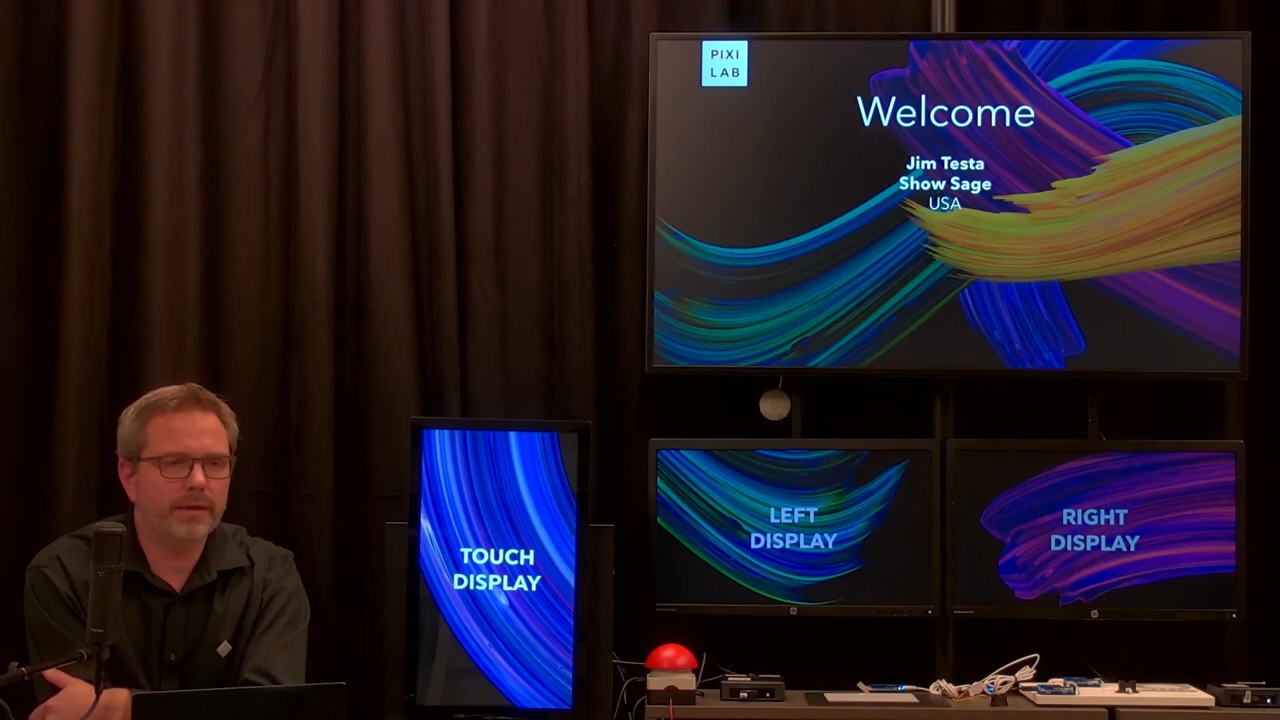 PIXI
LAB
Welcome
Jim Testa
Show Sage
USA
TOUCH
DISPLAY
LEFT
DISPLAY
RIGHT
DISPLAY